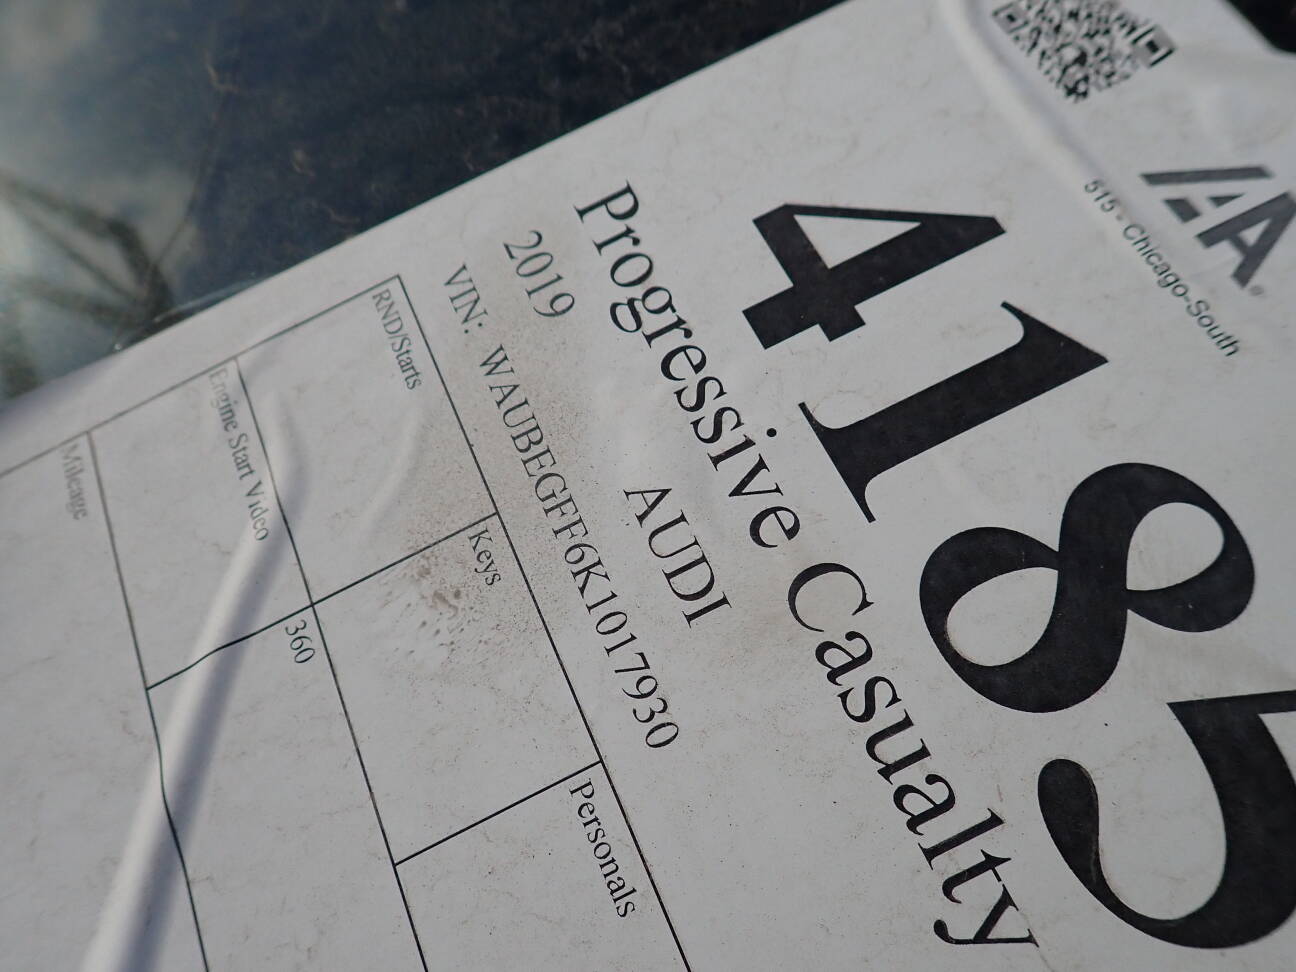 IAA
515 - Chicago-South
4185
Progressive Casualty
2019 AUDI
VIN: WAUBEGFF6K1017930
RND/Starts
Keys
Personals
Engine Start Video
360
Mileage